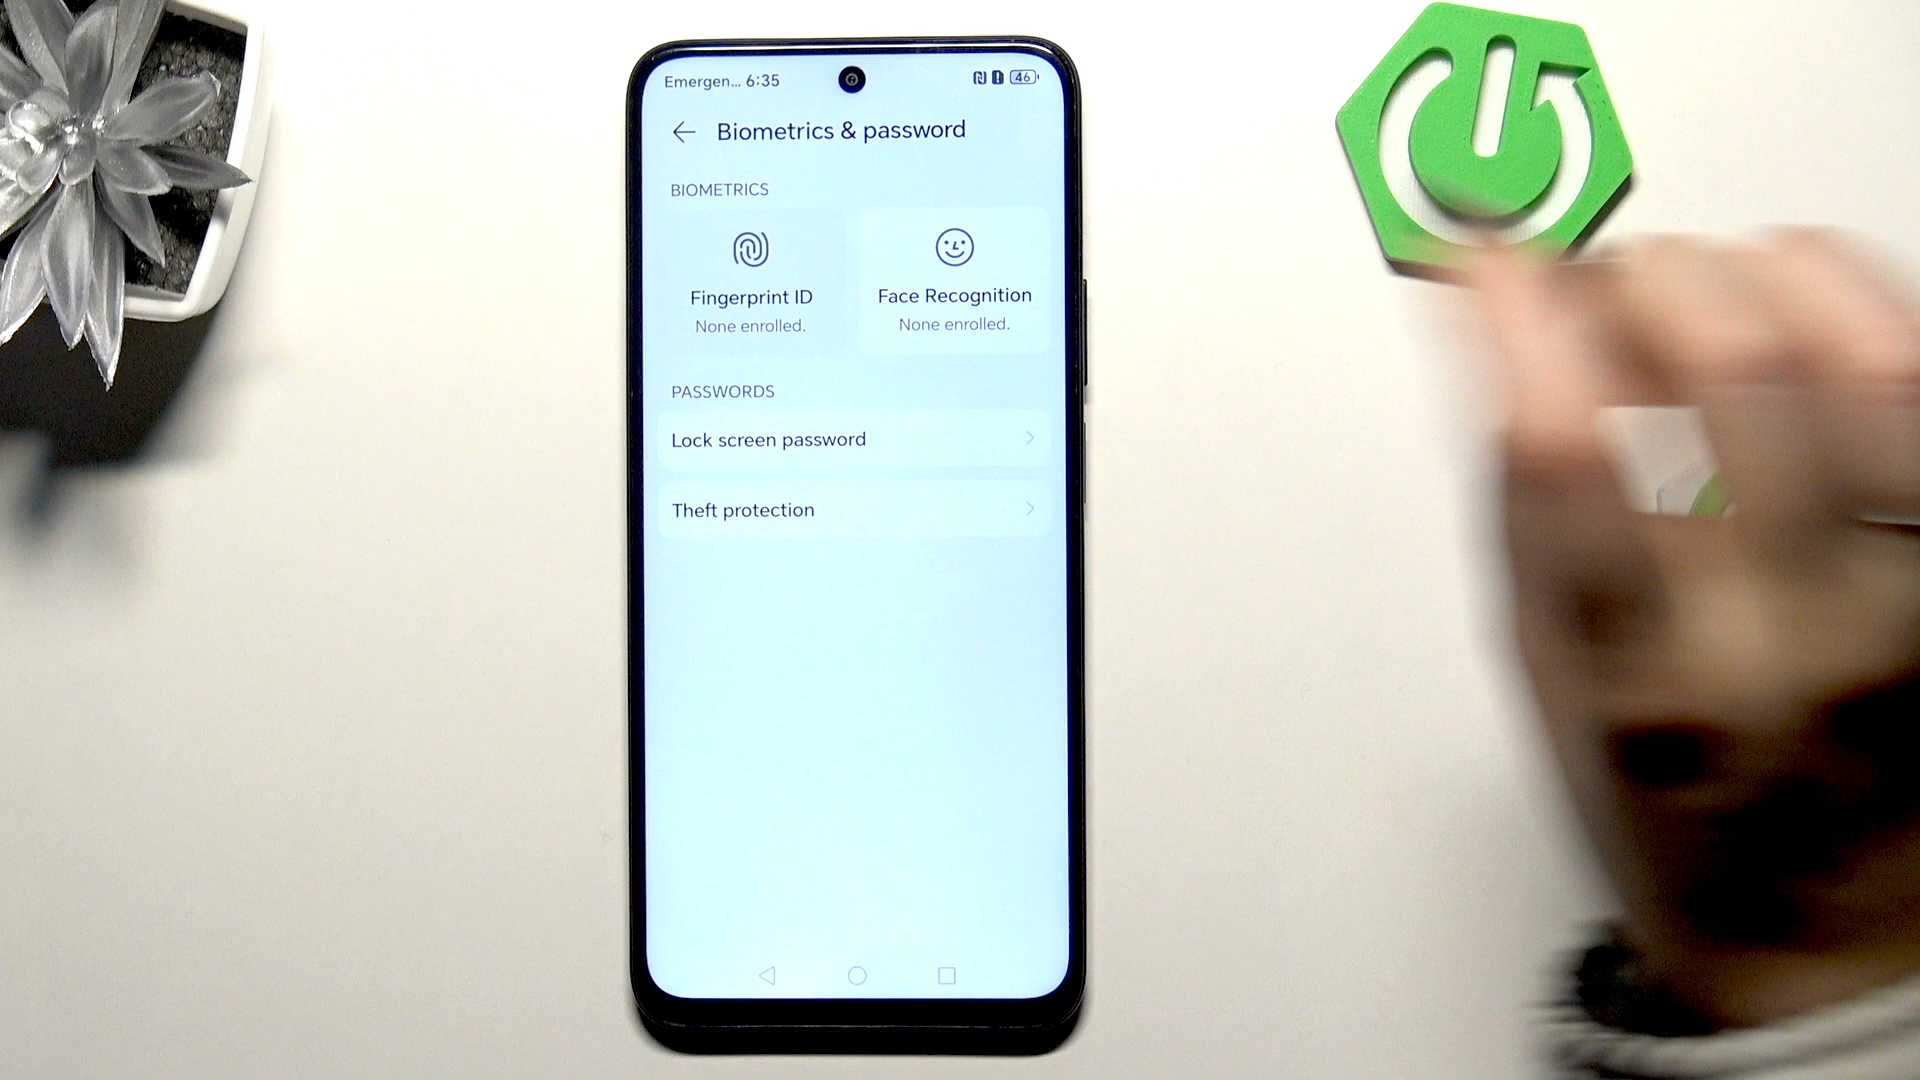 Emergen... 6:35
46
Biometrics & password
BIOMETRICS
Fingerprint ID
None enrolled.
Face Recognition
None enrolled.
PASSWORDS
Lock screen password
Theft protection